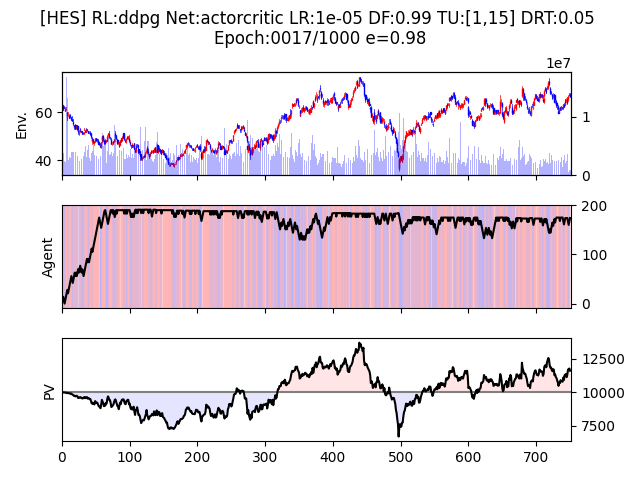 [HES] RL:ddpg Net:actorcritic LR:1e-05 DF:0.99 TU:[1,15] DRT:0.05
Epoch:0017/1000 e=0.98
1e7
Env.
60
40
1
0
Agent
200
100
0
PV
12500
10000
7500
0 100 200 300 400 500 600 700